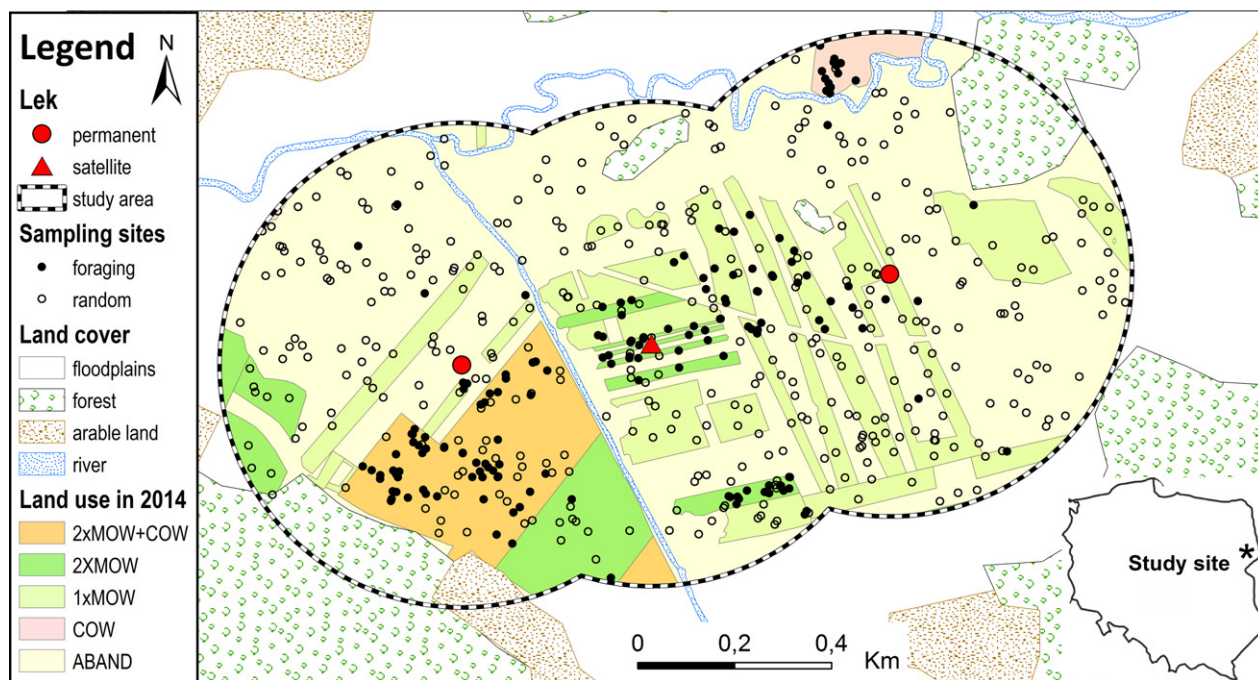 Legend
N
Lek
permanent
satellite
study area
Sampling sites
foraging
random
Land cover
floodplains
forest
arable land
river
Land use in 2014
2xMOW+COW
2XMOW
1xMOW
COW
ABAND
0 0,2 0,4
Km
Study site *